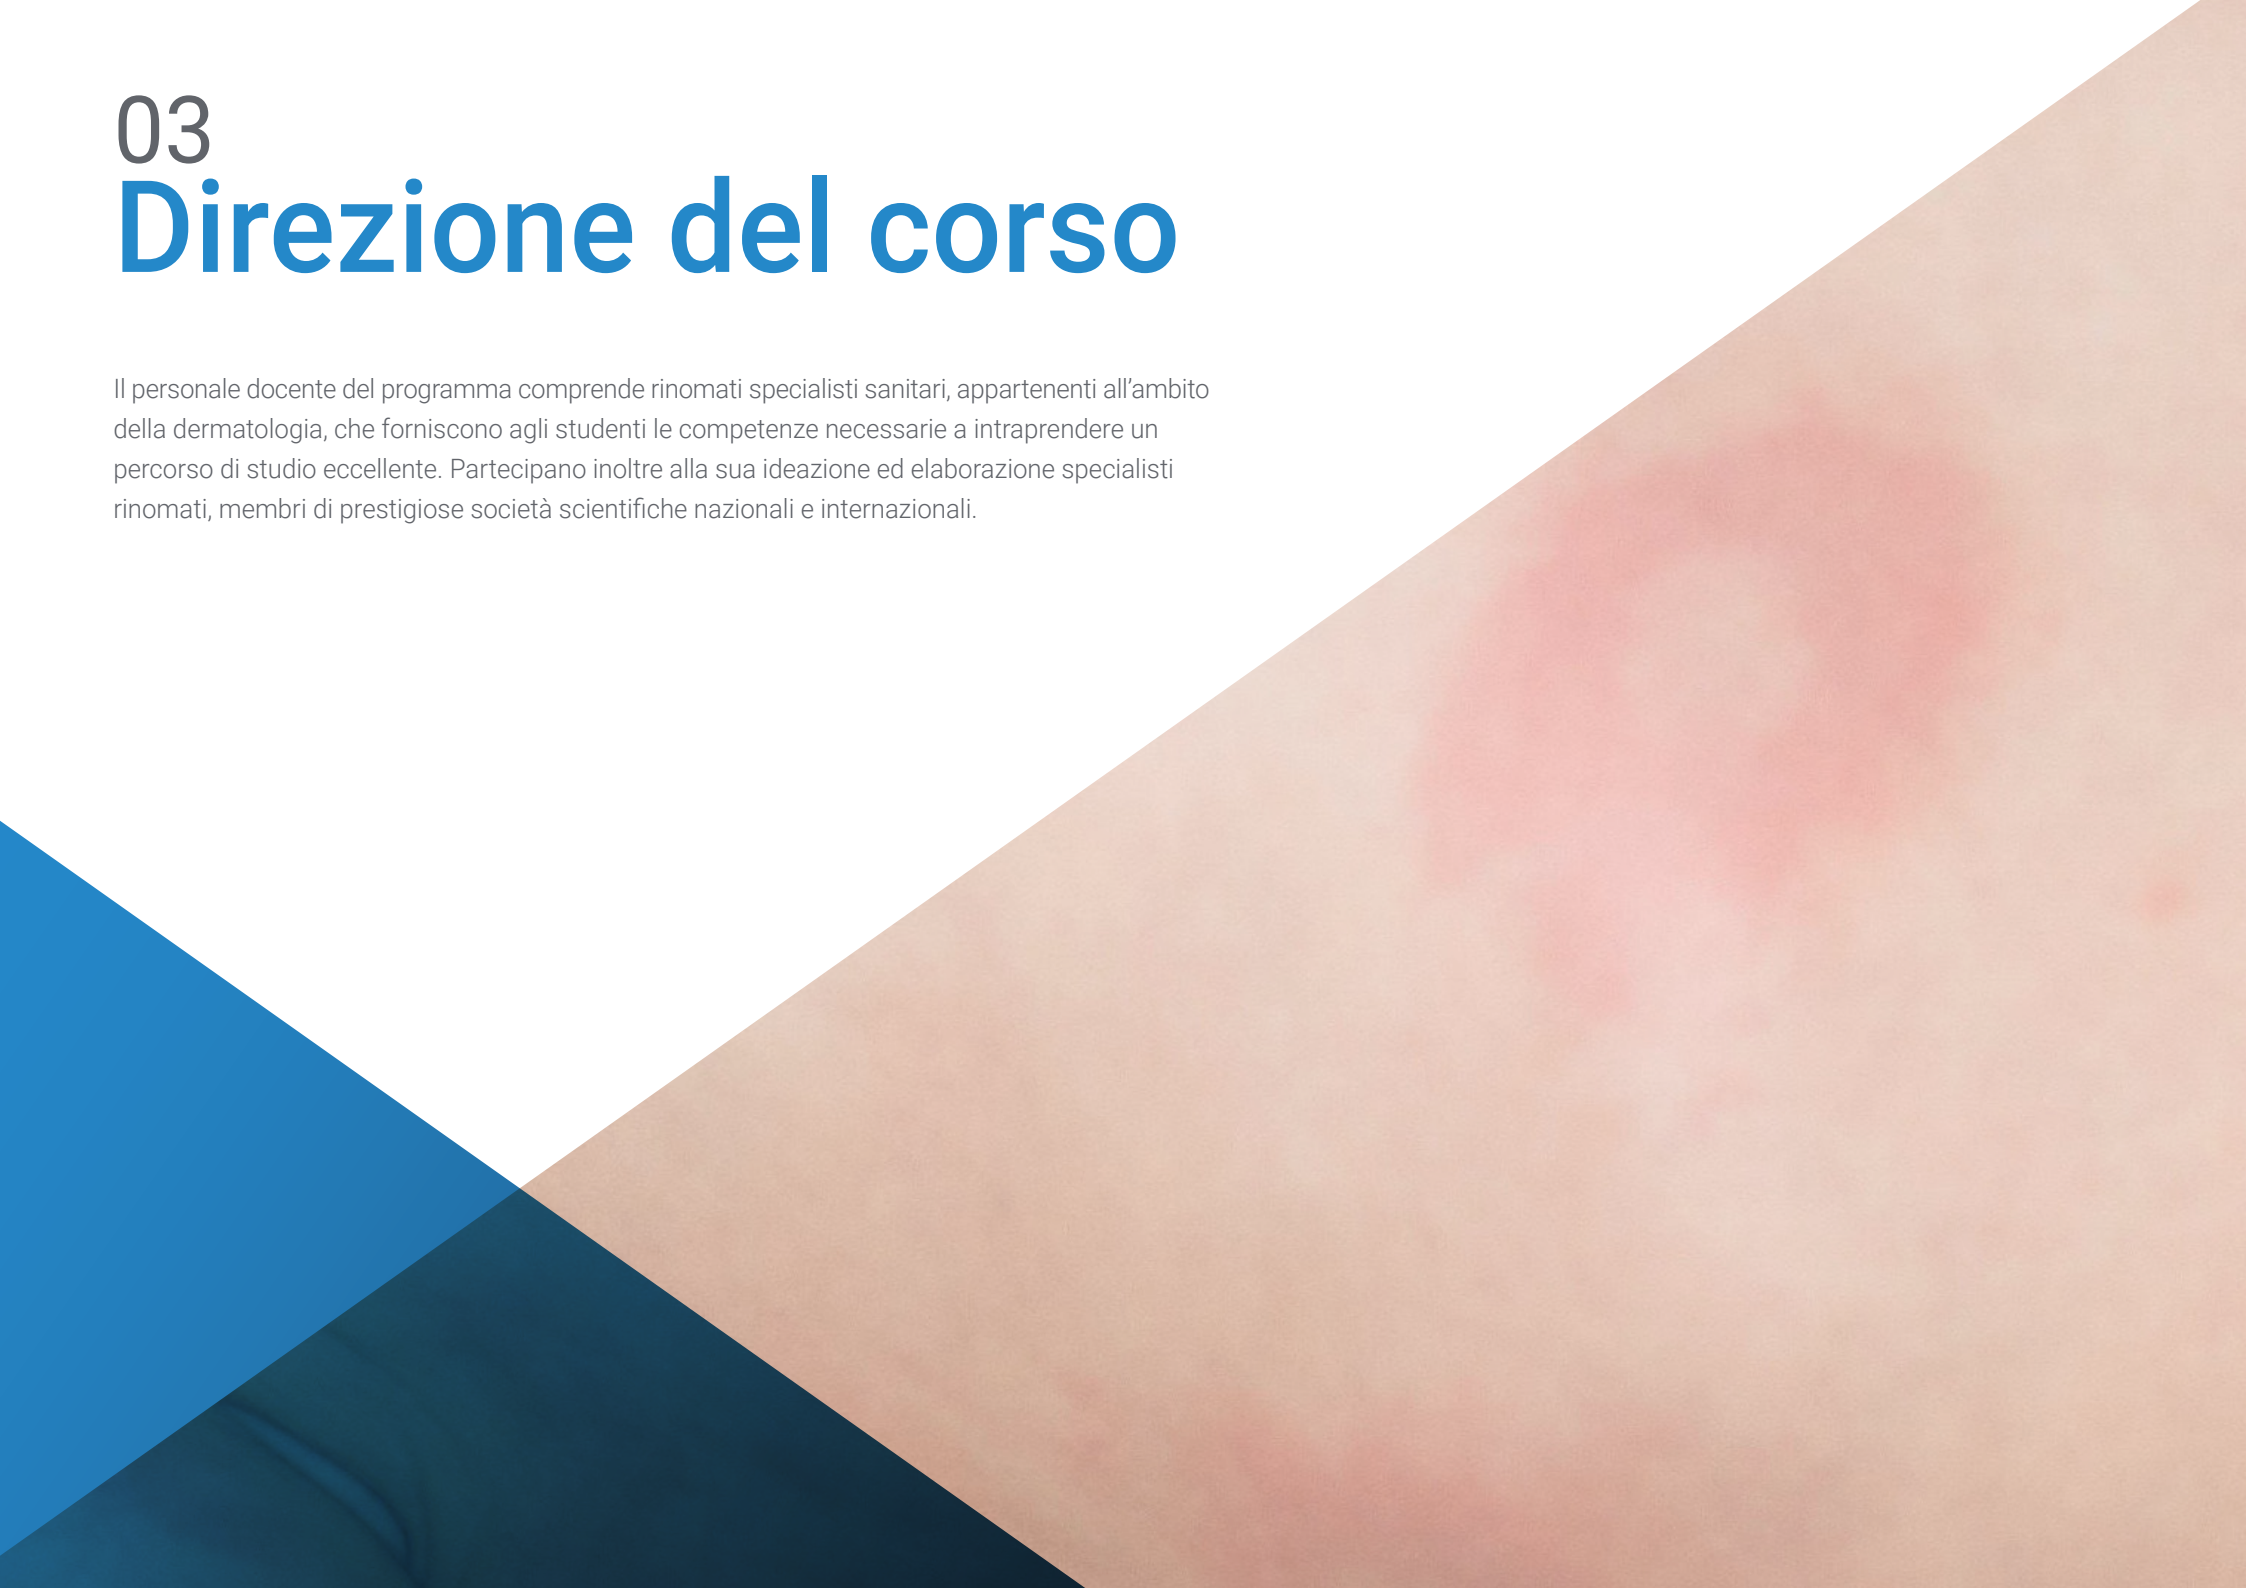 03
Direzione del corso
Il personale docente del programma comprende rinomati specialisti sanitari, appartenenti all’ambito
della dermatologia, che forniscono agli studenti le competenze necessarie a intraprendere un
percorso di studio eccellente. Partecipano inoltre alla sua ideazione ed elaborazione specialisti
rinomati, membri di prestigiose società scientifiche nazionali e internazionali.